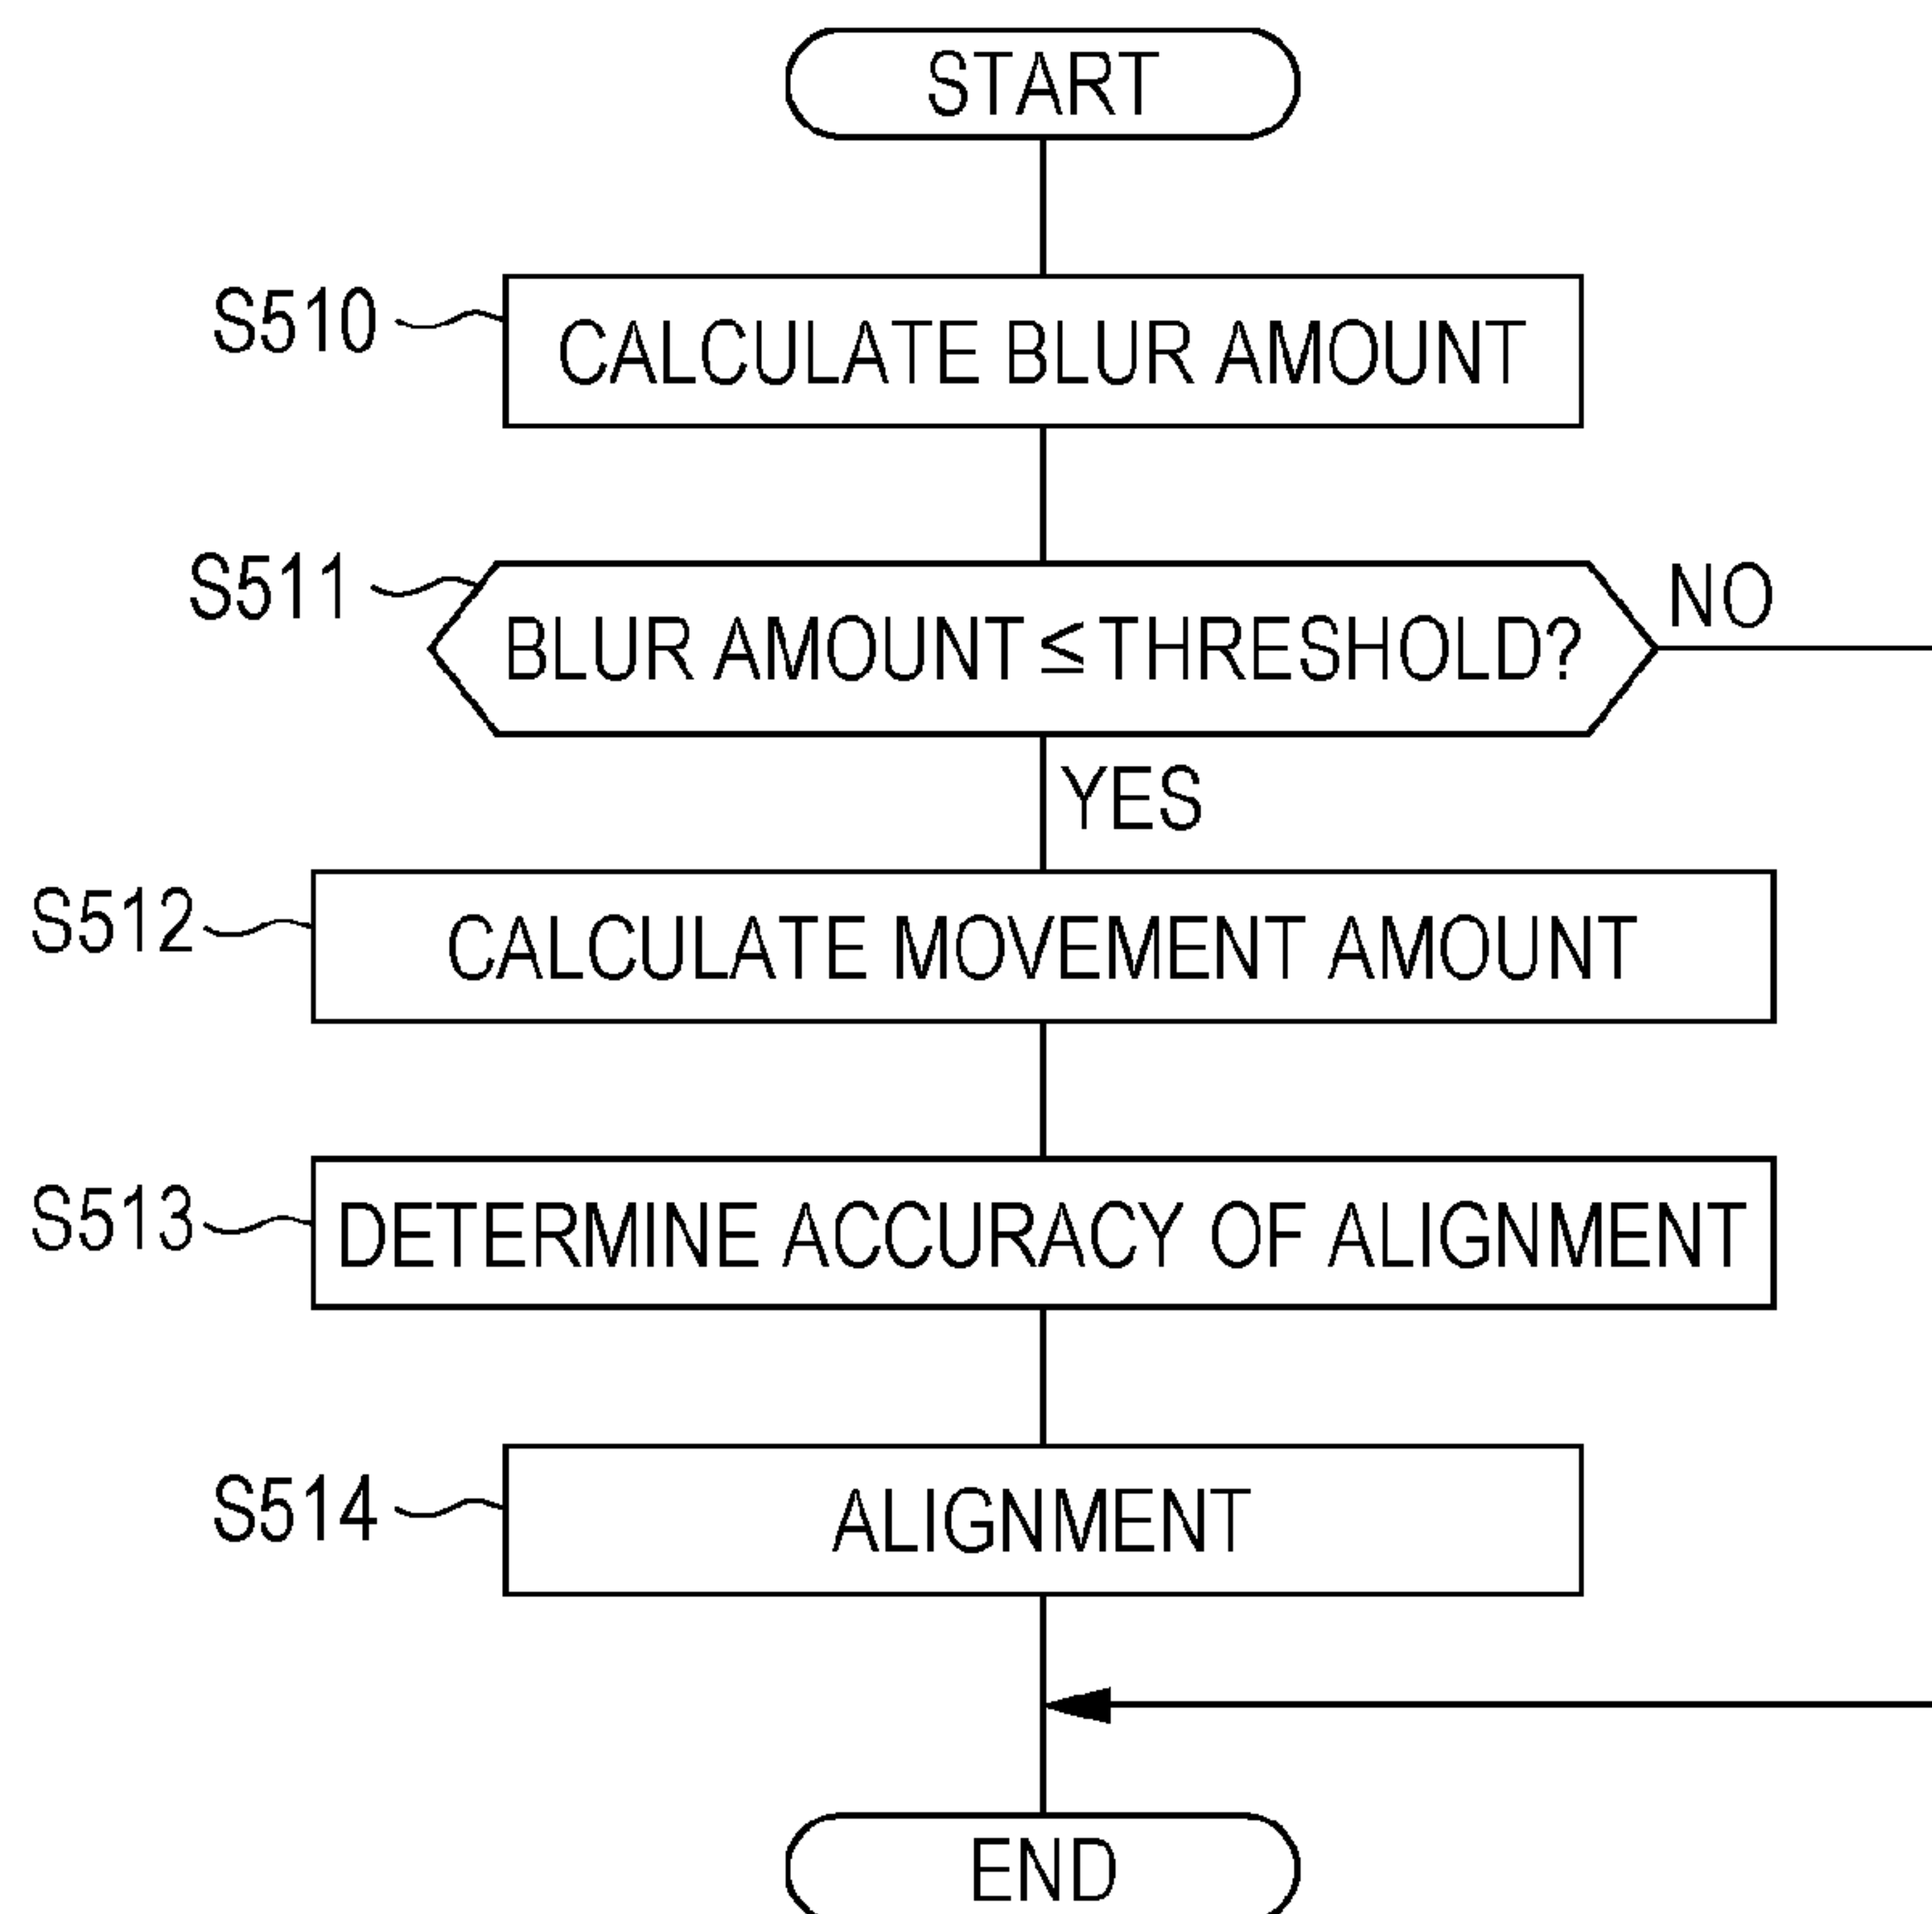 START
S510
CALCULATE BLUR AMOUNT
S511
BLUR AMOUNT ≤ THRESHOLD?
NO
YES
S512
CALCULATE MOVEMENT AMOUNT
S513
DETERMINE ACCURACY OF ALIGNMENT
S514
ALIGNMENT
END